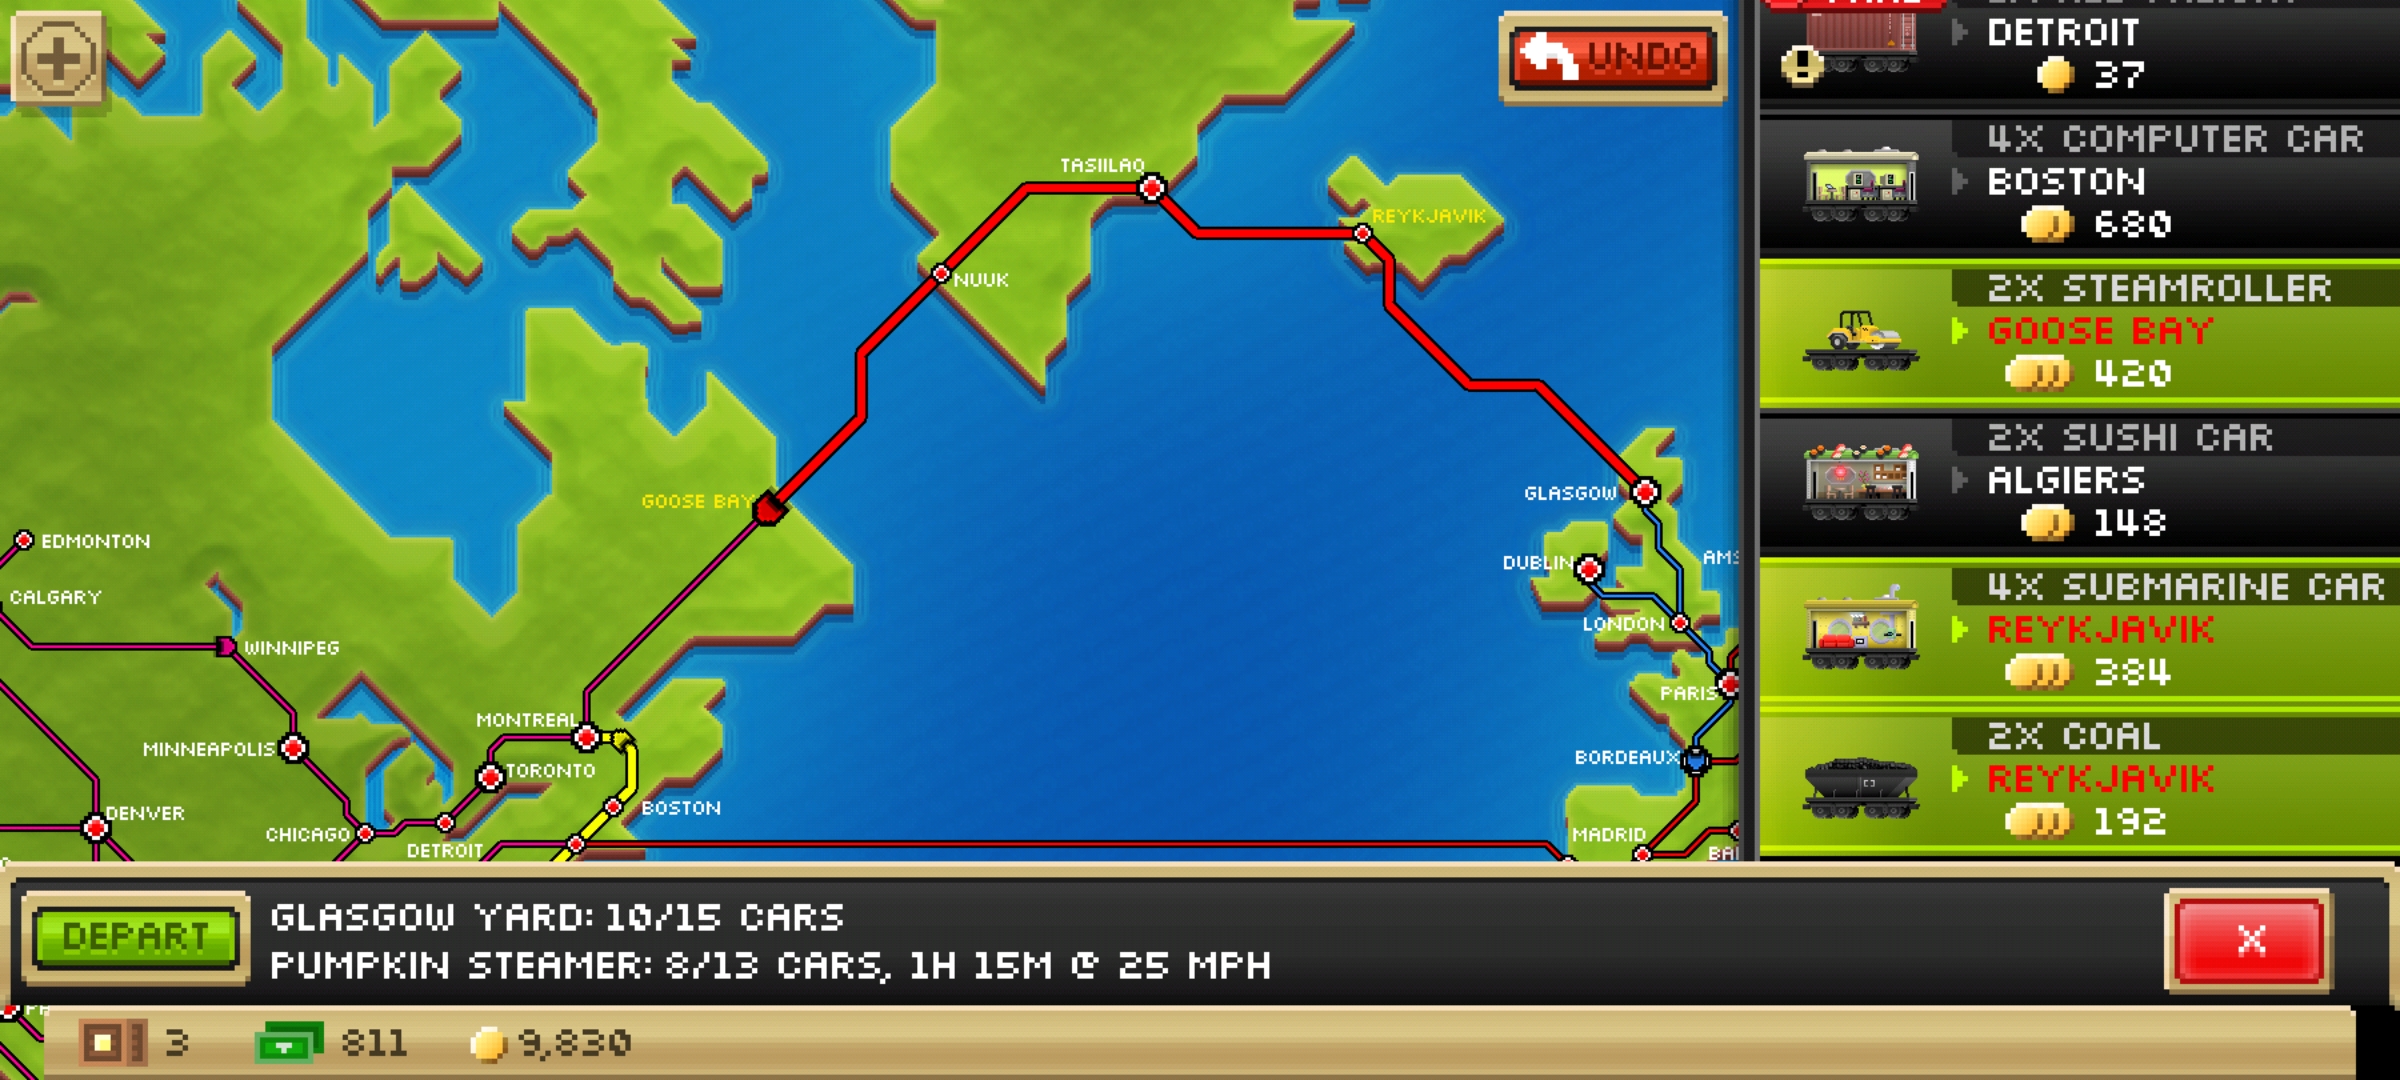 UNDO
TASIILAQ
REYKJAVIK
NUUK
GOOSE BAY
GLASGOW
EDMONTON
DUBLIN
AMS
CALGARY
LONDON
WINNIPEG
PARIS
MONTREAL
MINNEAPOLIS
TORONTO
BORDEAUX
DENVER
BOSTON
CHICAGO
MADRID
DETROIT
BA
DETROIT
37
4X COMPUTER CAR
BOSTON
680
2X STEAMROLLER
GOOSE BAY
420
2X SUSHI CAR
ALGIERS
148
4X SUBMARINE CAR
REYKJAVIK
384
2X COAL
REYKJAVIK
192
DEPART
GLASGOW YARD: 10/15 CARS
PUMPKIN STEAMER: 8/13 CARS, 1H 15M @ 25 MPH
X
3
811
9,830